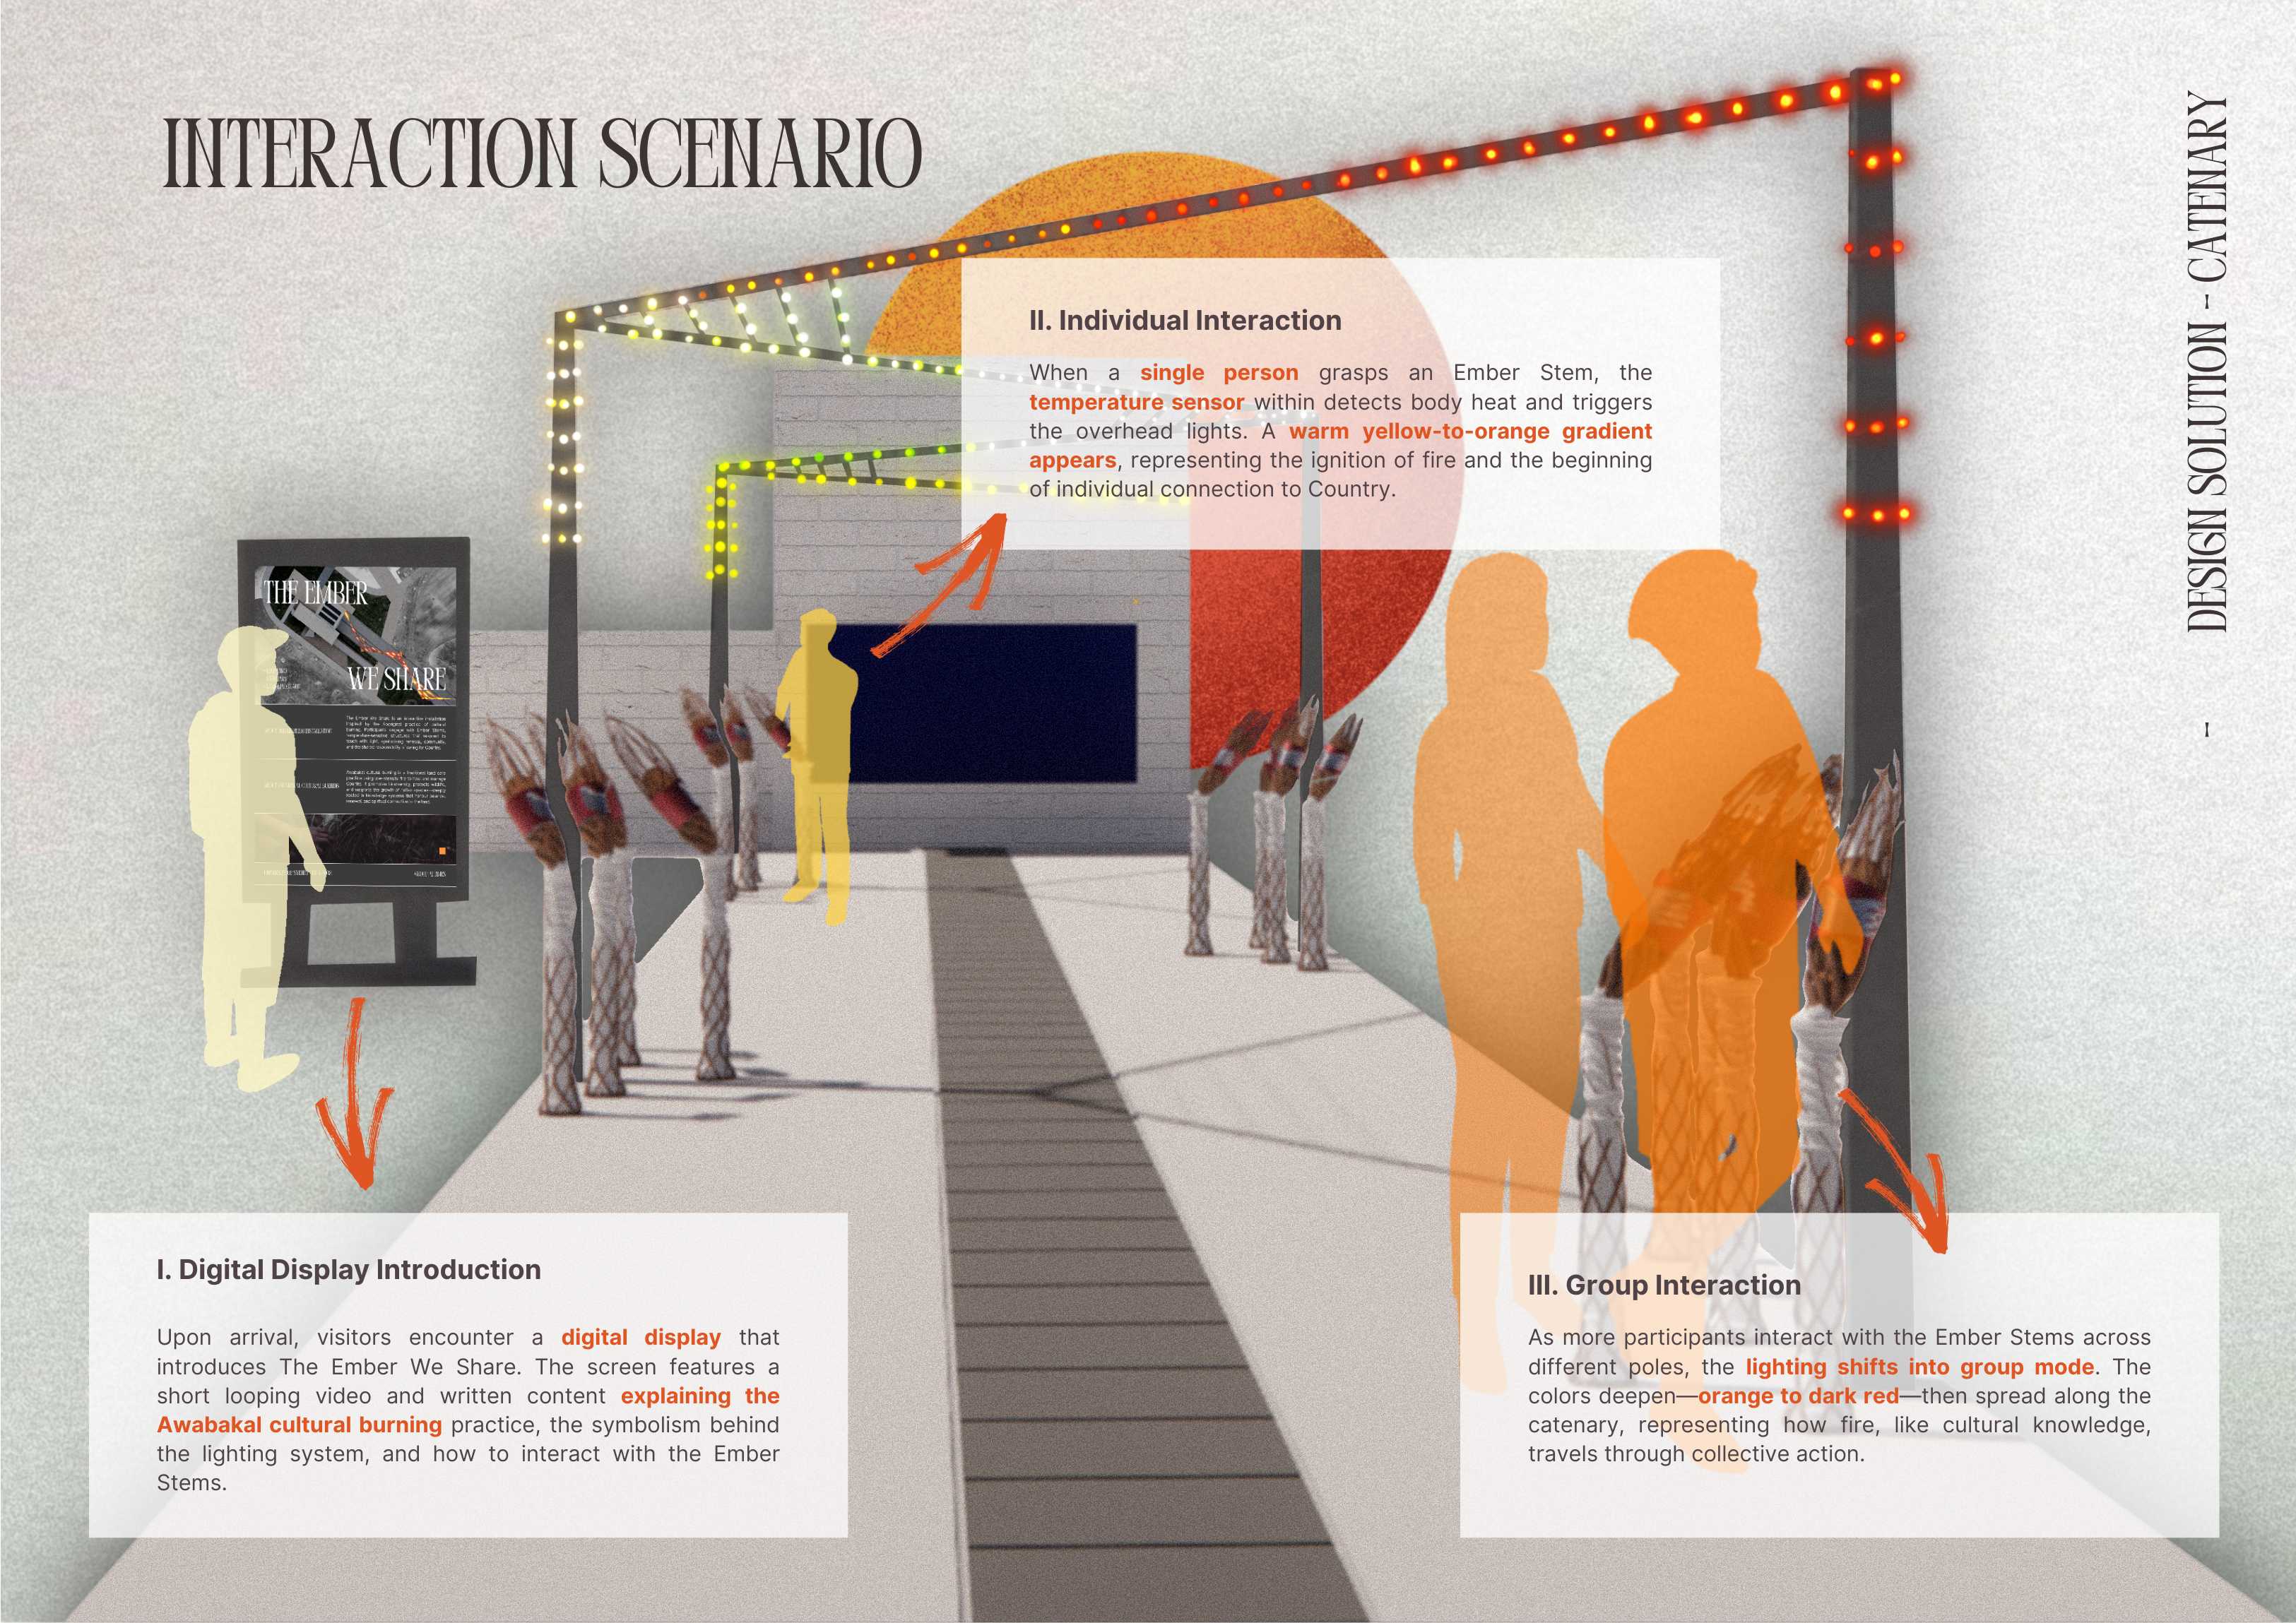 INTERACTION SCENARIO
DESIGN SOLUTION - CATENARY
-
II. Individual Interaction
When a single person grasps an Ember Stem, the
temperature sensor within detects body heat and triggers
the overhead lights. A warm yellow-to-orange gradient
appears, representing the ignition of fire and the beginning
of individual connection to Country.
THE EMBER
WE SHARE
I. Digital Display Introduction
Upon arrival, visitors encounter a digital display that
introduces The Ember We Share. The screen features a
short looping video and written content explaining the
Awabakal cultural burning practice, the symbolism behind
the lighting system, and how to interact with the Ember
Stems.
III. Group Interaction
As more participants interact with the Ember Stems across
different poles, the lighting shifts into group mode. The
colors deepen—orange to dark red—then spread along the
catenary, representing how fire, like cultural knowledge,
travels through collective action.